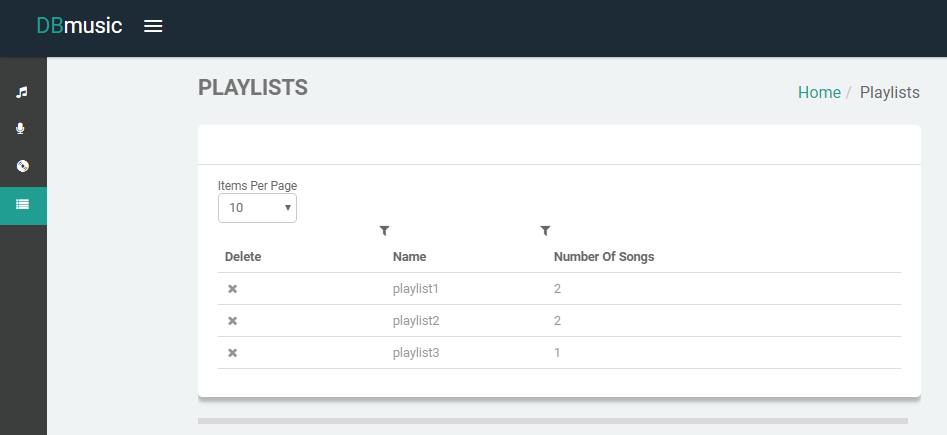 DBmusic
PLAYLISTS
Home / Playlists
Items Per Page
10
Delete Name Number Of Songs
playlist1 2
playlist2 2
playlist3 1